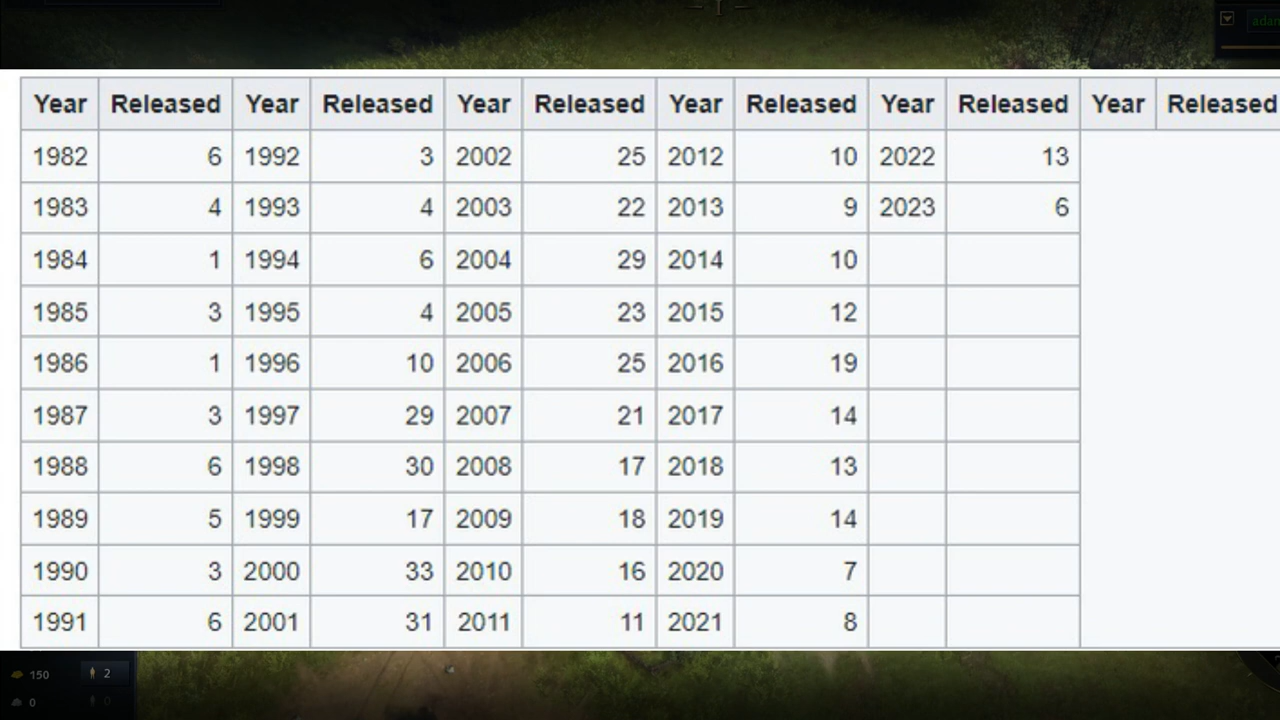 Year Released Year Released Year Released Year Released Year Released Year Released
1982 6 1992 3 2002 25 2012 10 2022 13
1983 4 1993 4 2003 22 2013 9 2023 6
1984 1 1994 6 2004 29 2014 10
1985 3 1995 4 2005 23 2015 12
1986 1 1996 10 2006 25 2016 19
1987 3 1997 29 2007 21 2017 14
1988 6 1998 30 2008 17 2018 13
1989 5 1999 17 2009 18 2019 14
1990 3 2000 33 2010 16 2020 7
1991 6 2001 31 2011 11 2021 8
150 2
0 0